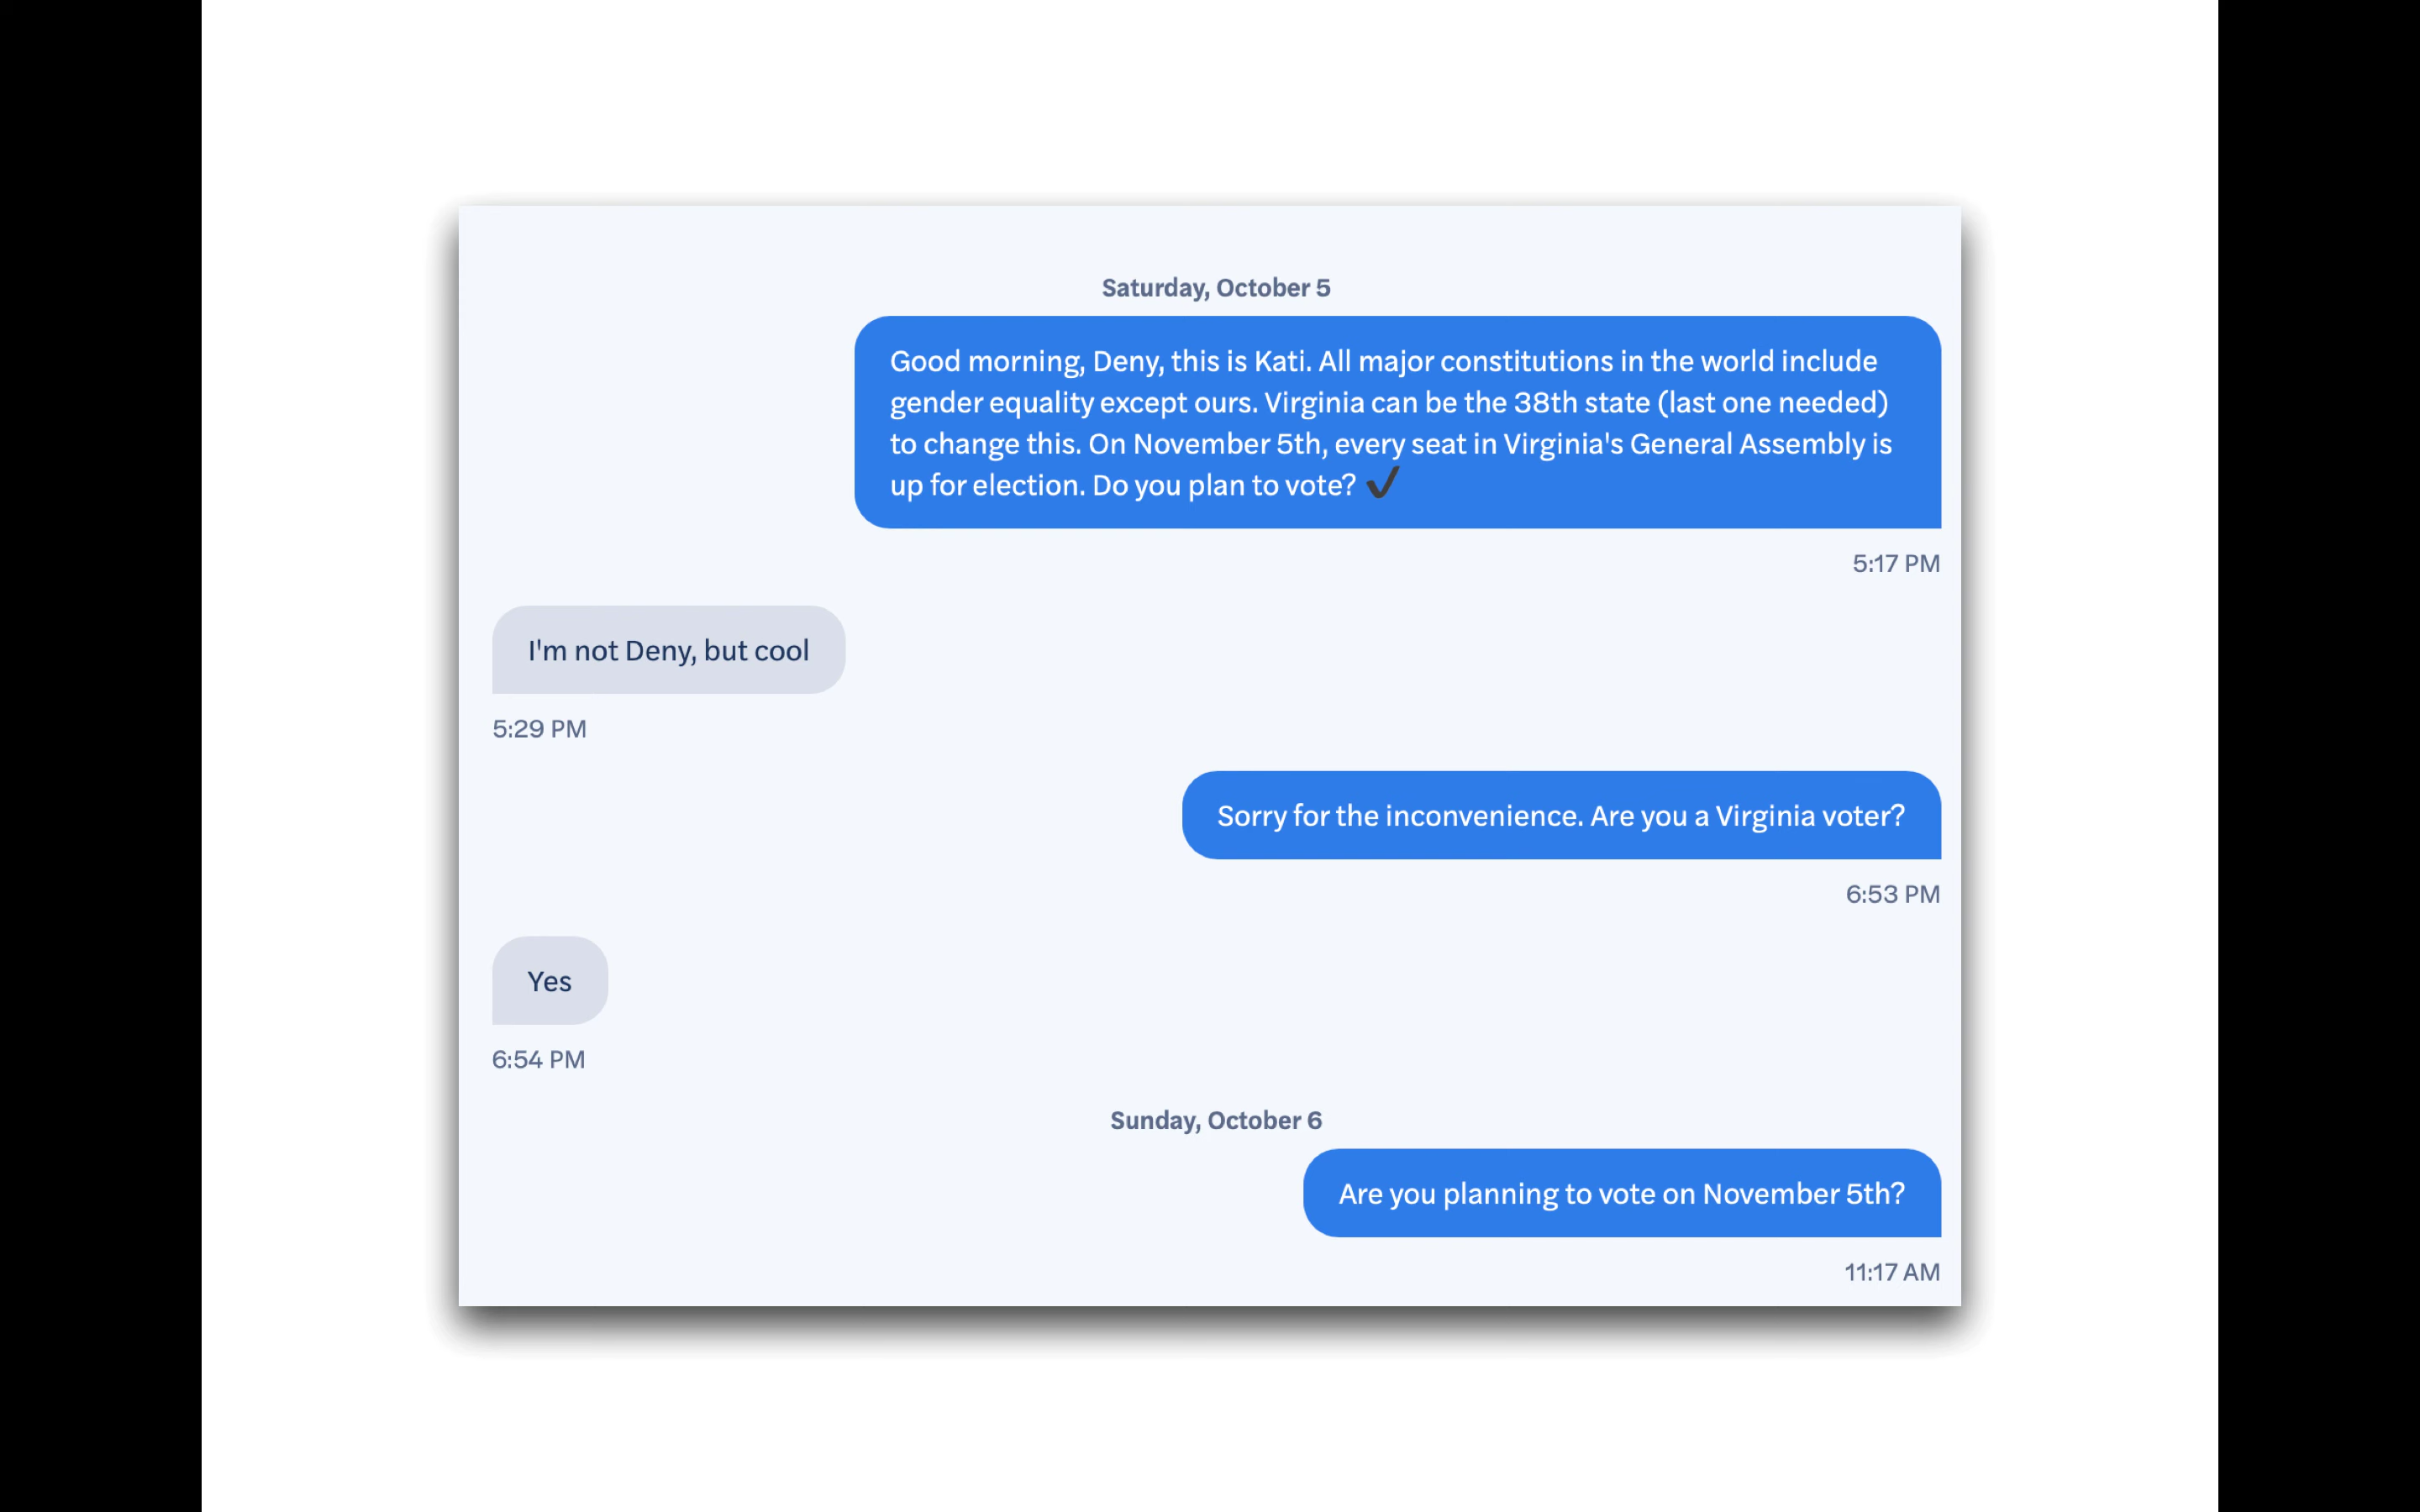 Saturday, October 5
Good morning, Deny, this is Kati. All major constitutions in the world include
gender equality except ours. Virginia can be the 38th state (last one needed)
to change this. On November 5th, every seat in Virginia's General Assembly is
up for election. Do you plan to vote? ✔
5:17 PM
I'm not Deny, but cool
5:29 PM
Sorry for the inconvenience. Are you a Virginia voter?
6:53 PM
Yes
6:54 PM
Sunday, October 6
Are you planning to vote on November 5th?
11:17 AM